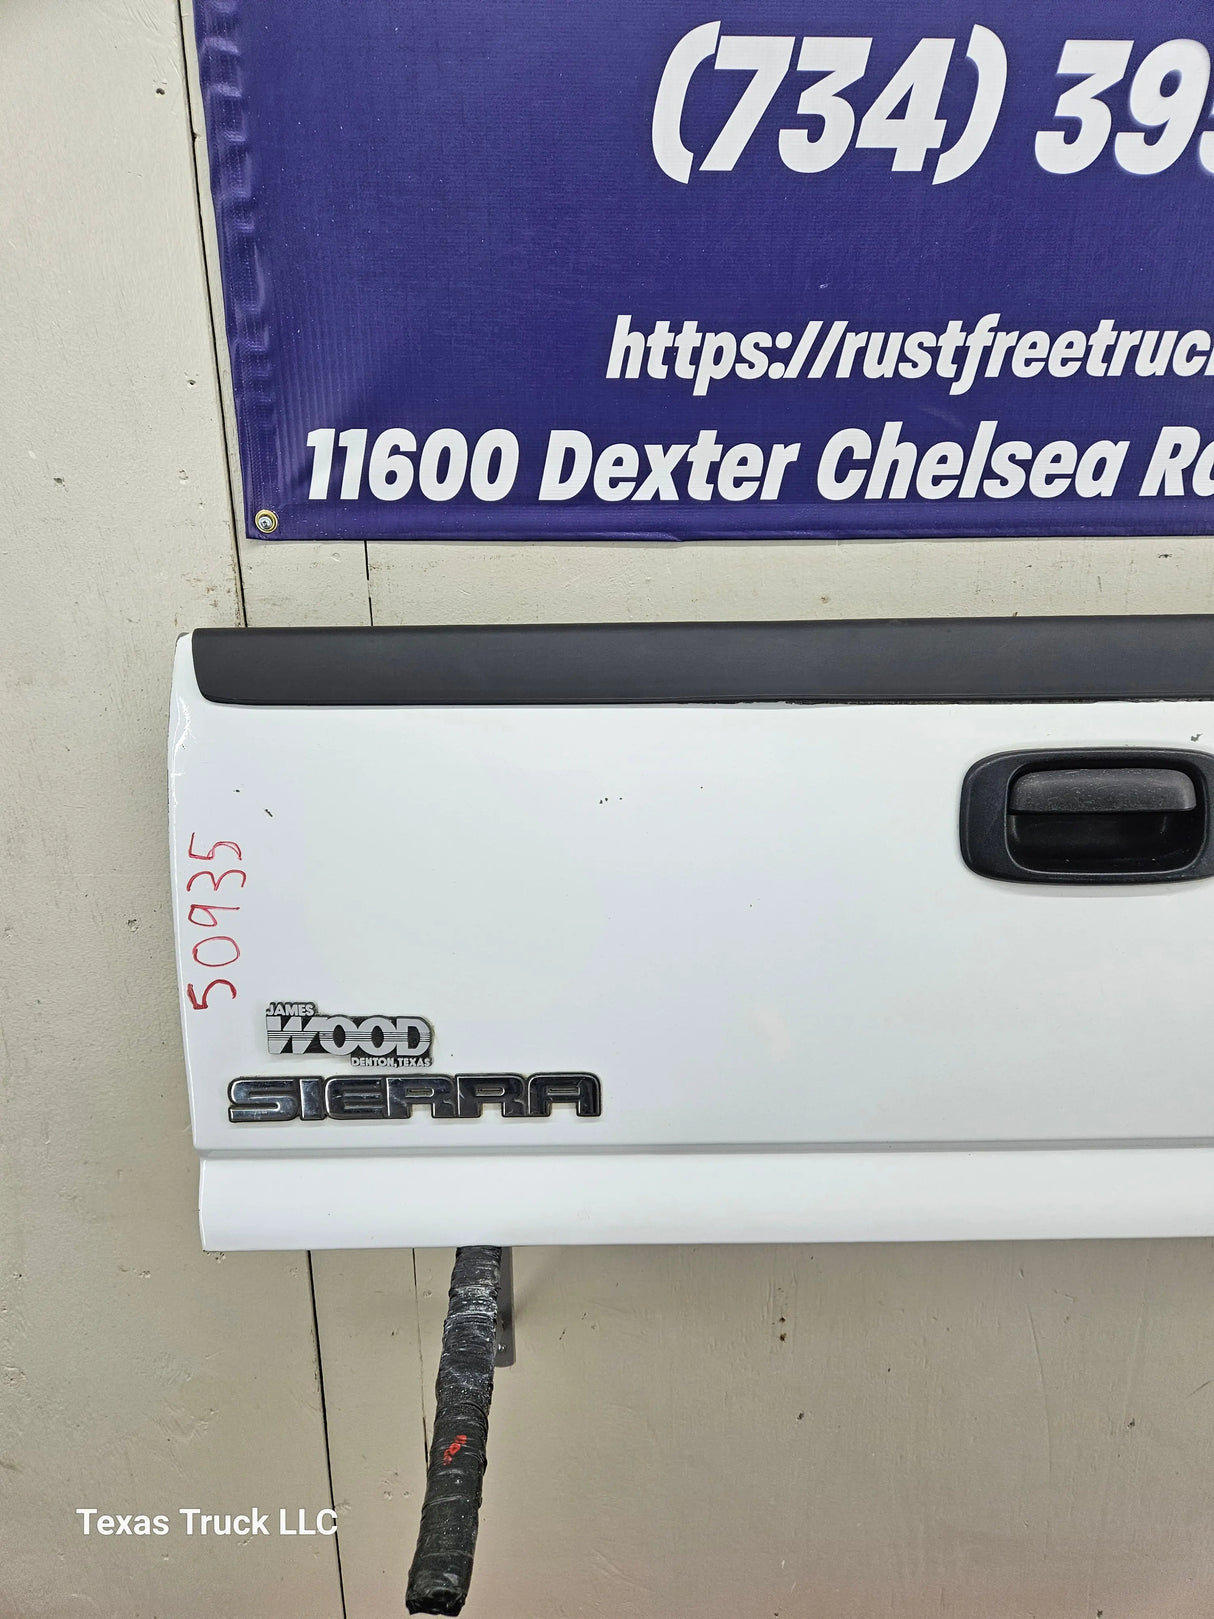 (734) 39
https://rustfreetruc
11600 Dexter Chelsea R
50935
JAMES
WOOD
DENTON, TEXAS
SIERRA
Texas Truck LLC